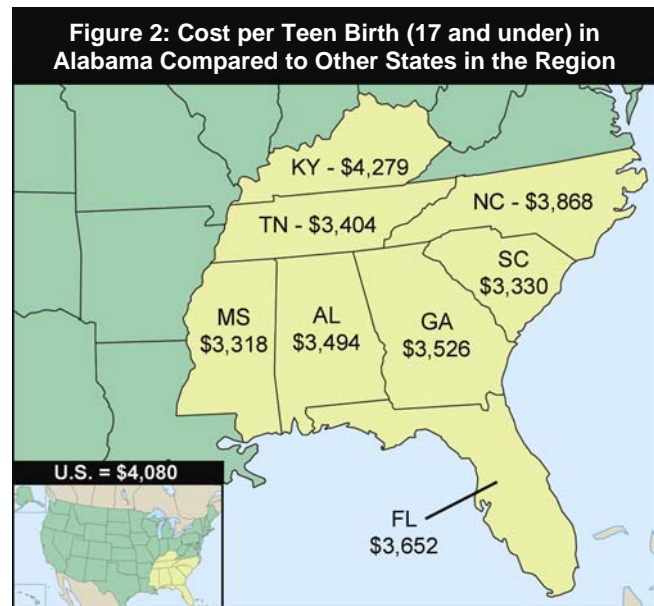 Figure 2: Cost per Teen Birth (17 and under) in
Alabama Compared to Other States in the Region
KY - $4,279
NC - $3,868
TN - $3,404
SC
$3,330
MS
$3,318
AL
$3,494
GA
$3,526
U.S. = $4,080
FL
$3,652